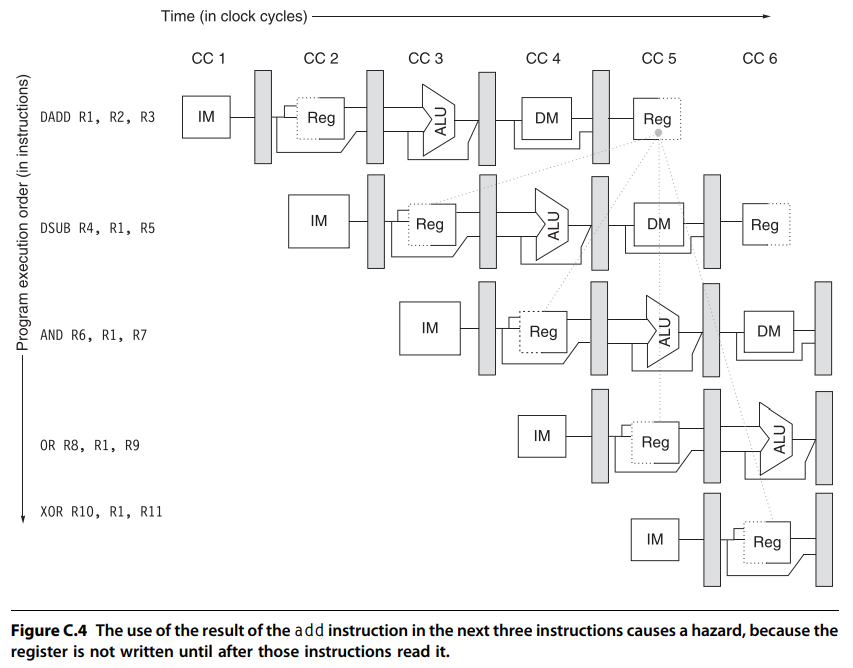 Time (in clock cycles)
CC 1 CC 2 CC 3 CC 4 CC 5 CC 6
Program execution order (in instructions)
DADD R1, R2, R3 IM Reg ALU DM Reg
DSUB R4, R1, R5 IM Reg ALU DM Reg
AND R6, R1, R7 IM Reg ALU DM
OR R8, R1, R9 IM Reg ALU
XOR R10, R1, R11 IM Reg
Figure C.4 The use of the result of the add instruction in the next three instructions causes a hazard, because the
register is not written until after those instructions read it.